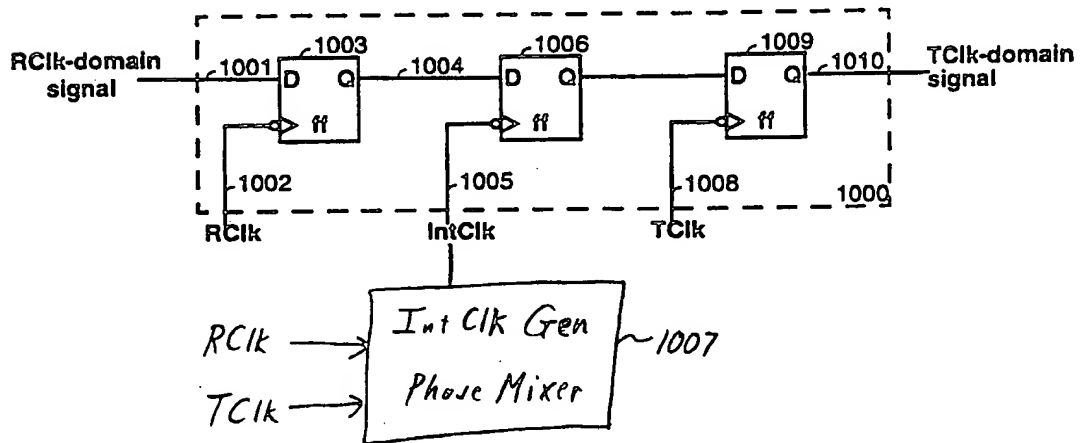 1003
1006
1009
RClk-domain
signal
1001
D
Q
1004
D
Q
D
Q
1010
TClk-domain
signal
ff
ff
ff
1002
1005
1008
1000
RClk
IntClk
TClk
Int Clk Gen
Phase Mixer
RClk
TClk
1007